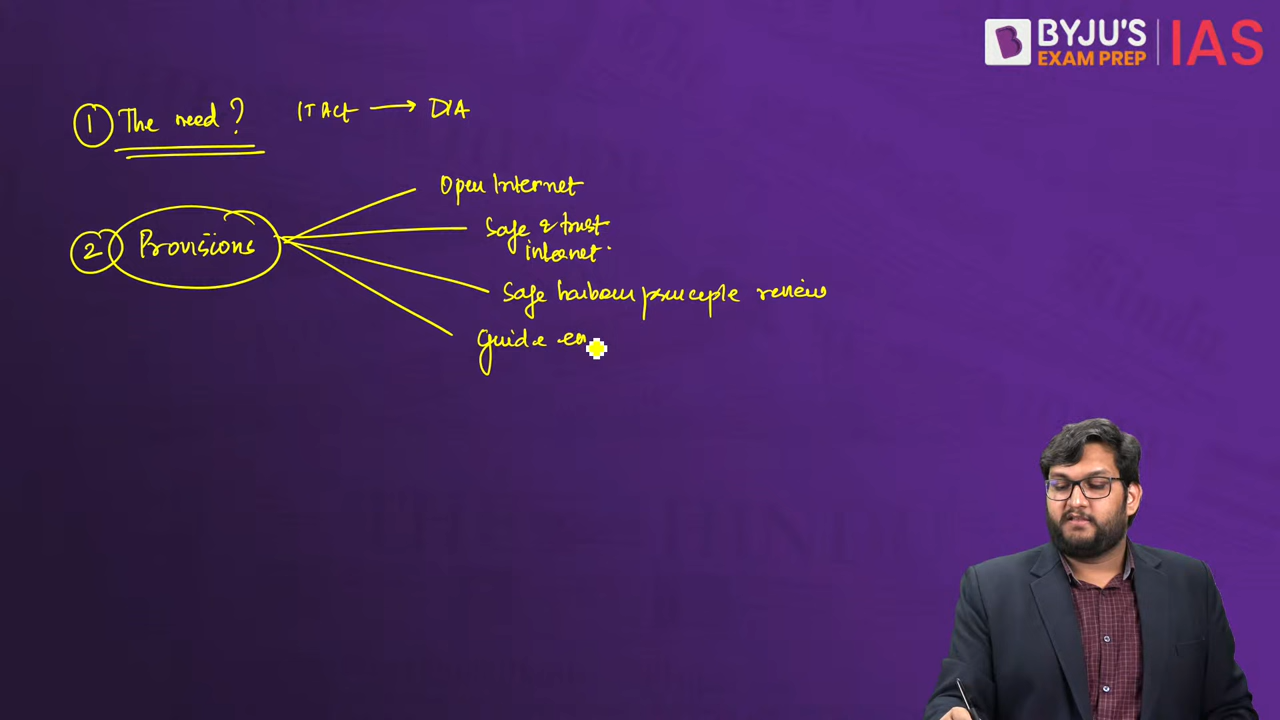 BYJU'S
EXAM PREP
IAS
1 The need? IT Act → DIA
Open Internet
2 Provisions
Safe & trust
internet.
Safe harbour principle review
Guide en